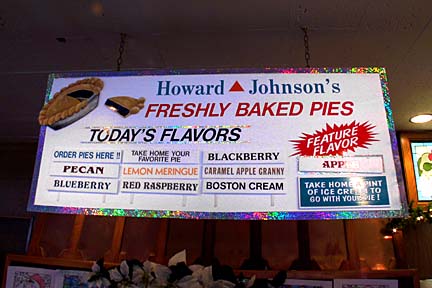 Howard Johnson's
FRESHLY BAKED PIES
TODAY'S FLAVORS
ORDER PIES HERE !!
PECAN
BLUEBERRY
TAKE HOME YOUR
FAVORITE PIE
LEMON MERINGUE
RED RASPBERRY
BLACKBERRY
CARAMEL APPLE GRANNY
BOSTON CREAM
FEATURE
FLAVOR
APPLE
TAKE HOME A PINT
OF ICE CREAM TO
GO WITH YOUR PIE !